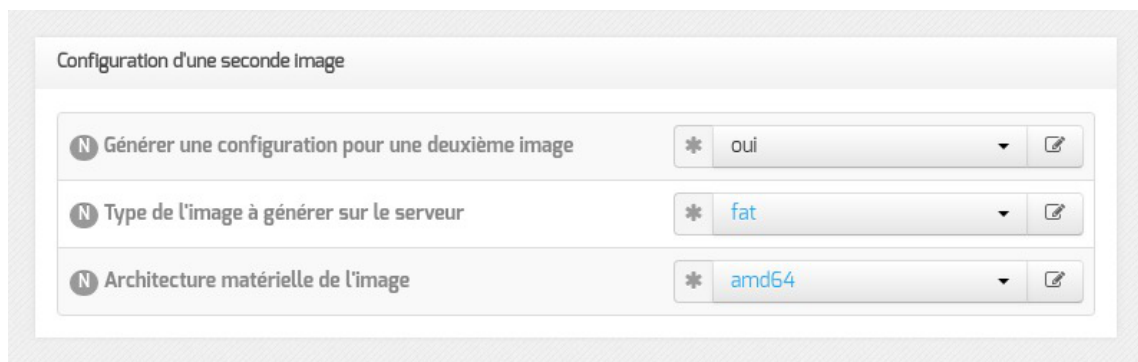 Configuration d'une seconde image
N Générer une configuration pour une deuxième image oui
N Type de l'image à générer sur le serveur fat
N Architecture matérielle de l'image amd64